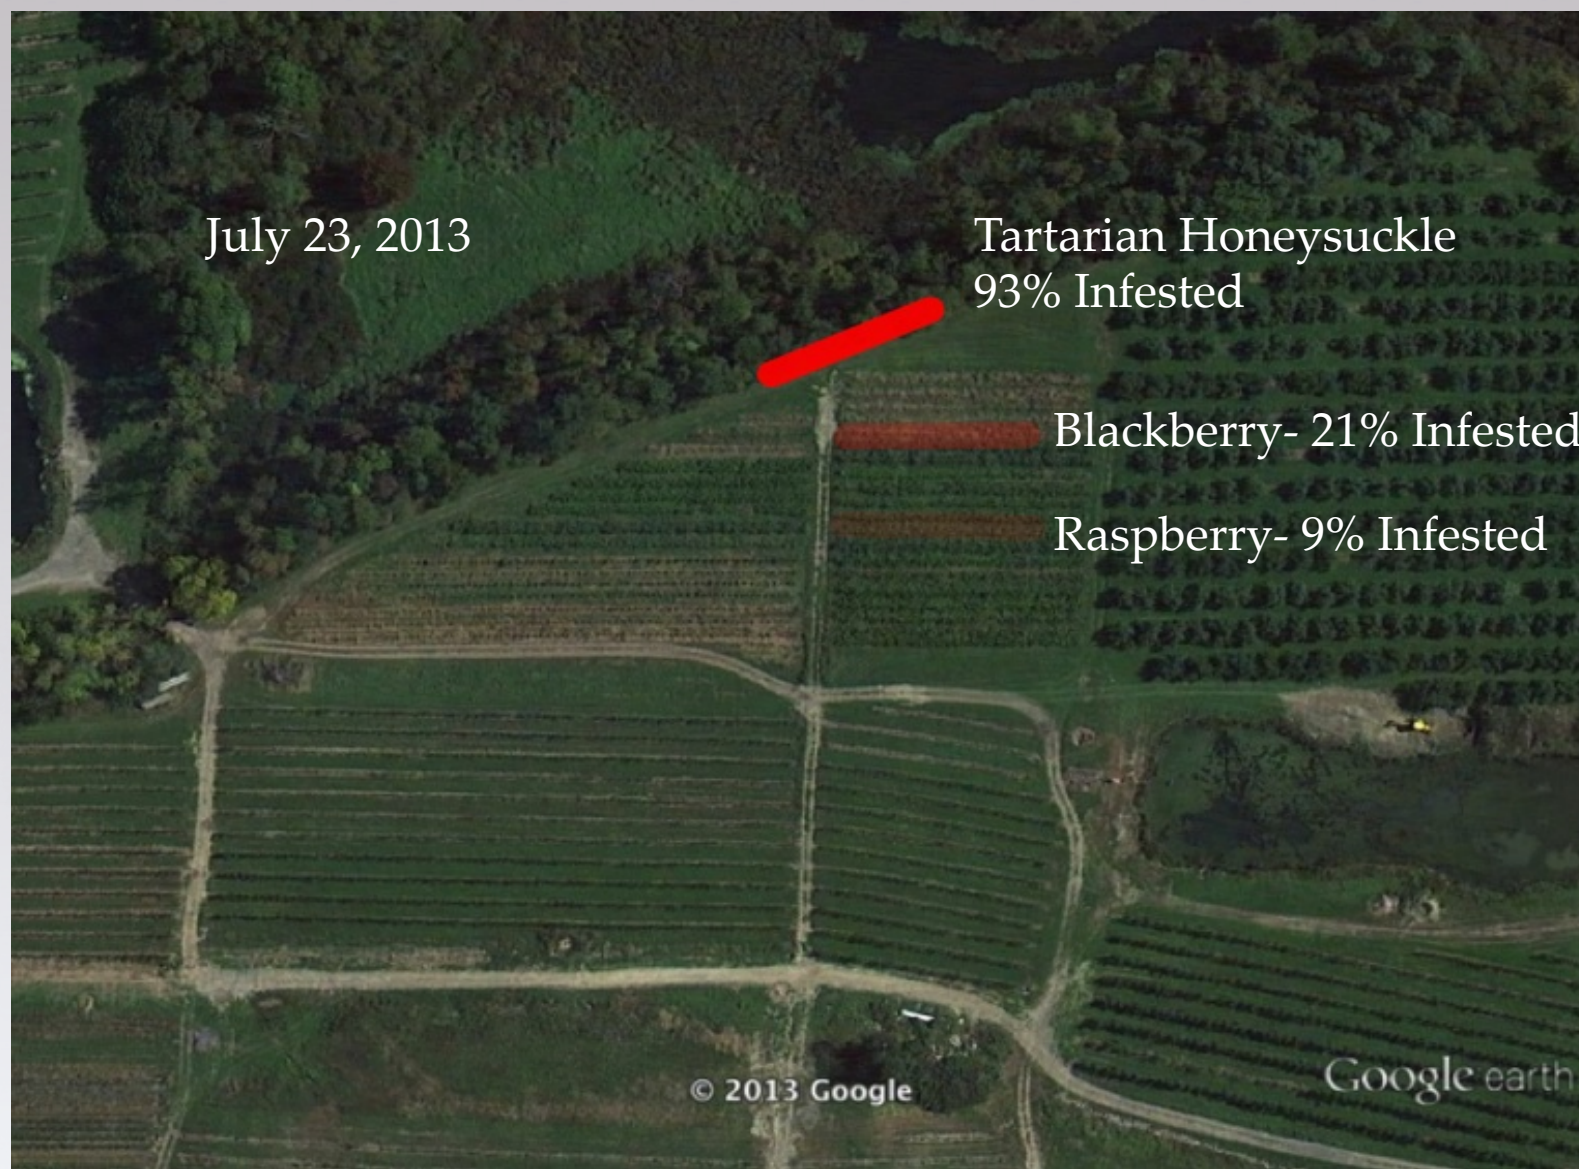 July 23, 2013
Tartarian Honeysuckle
93% Infested
Blackberry- 21% Infested
Raspberry- 9% Infested
© 2013 Google
Google earth